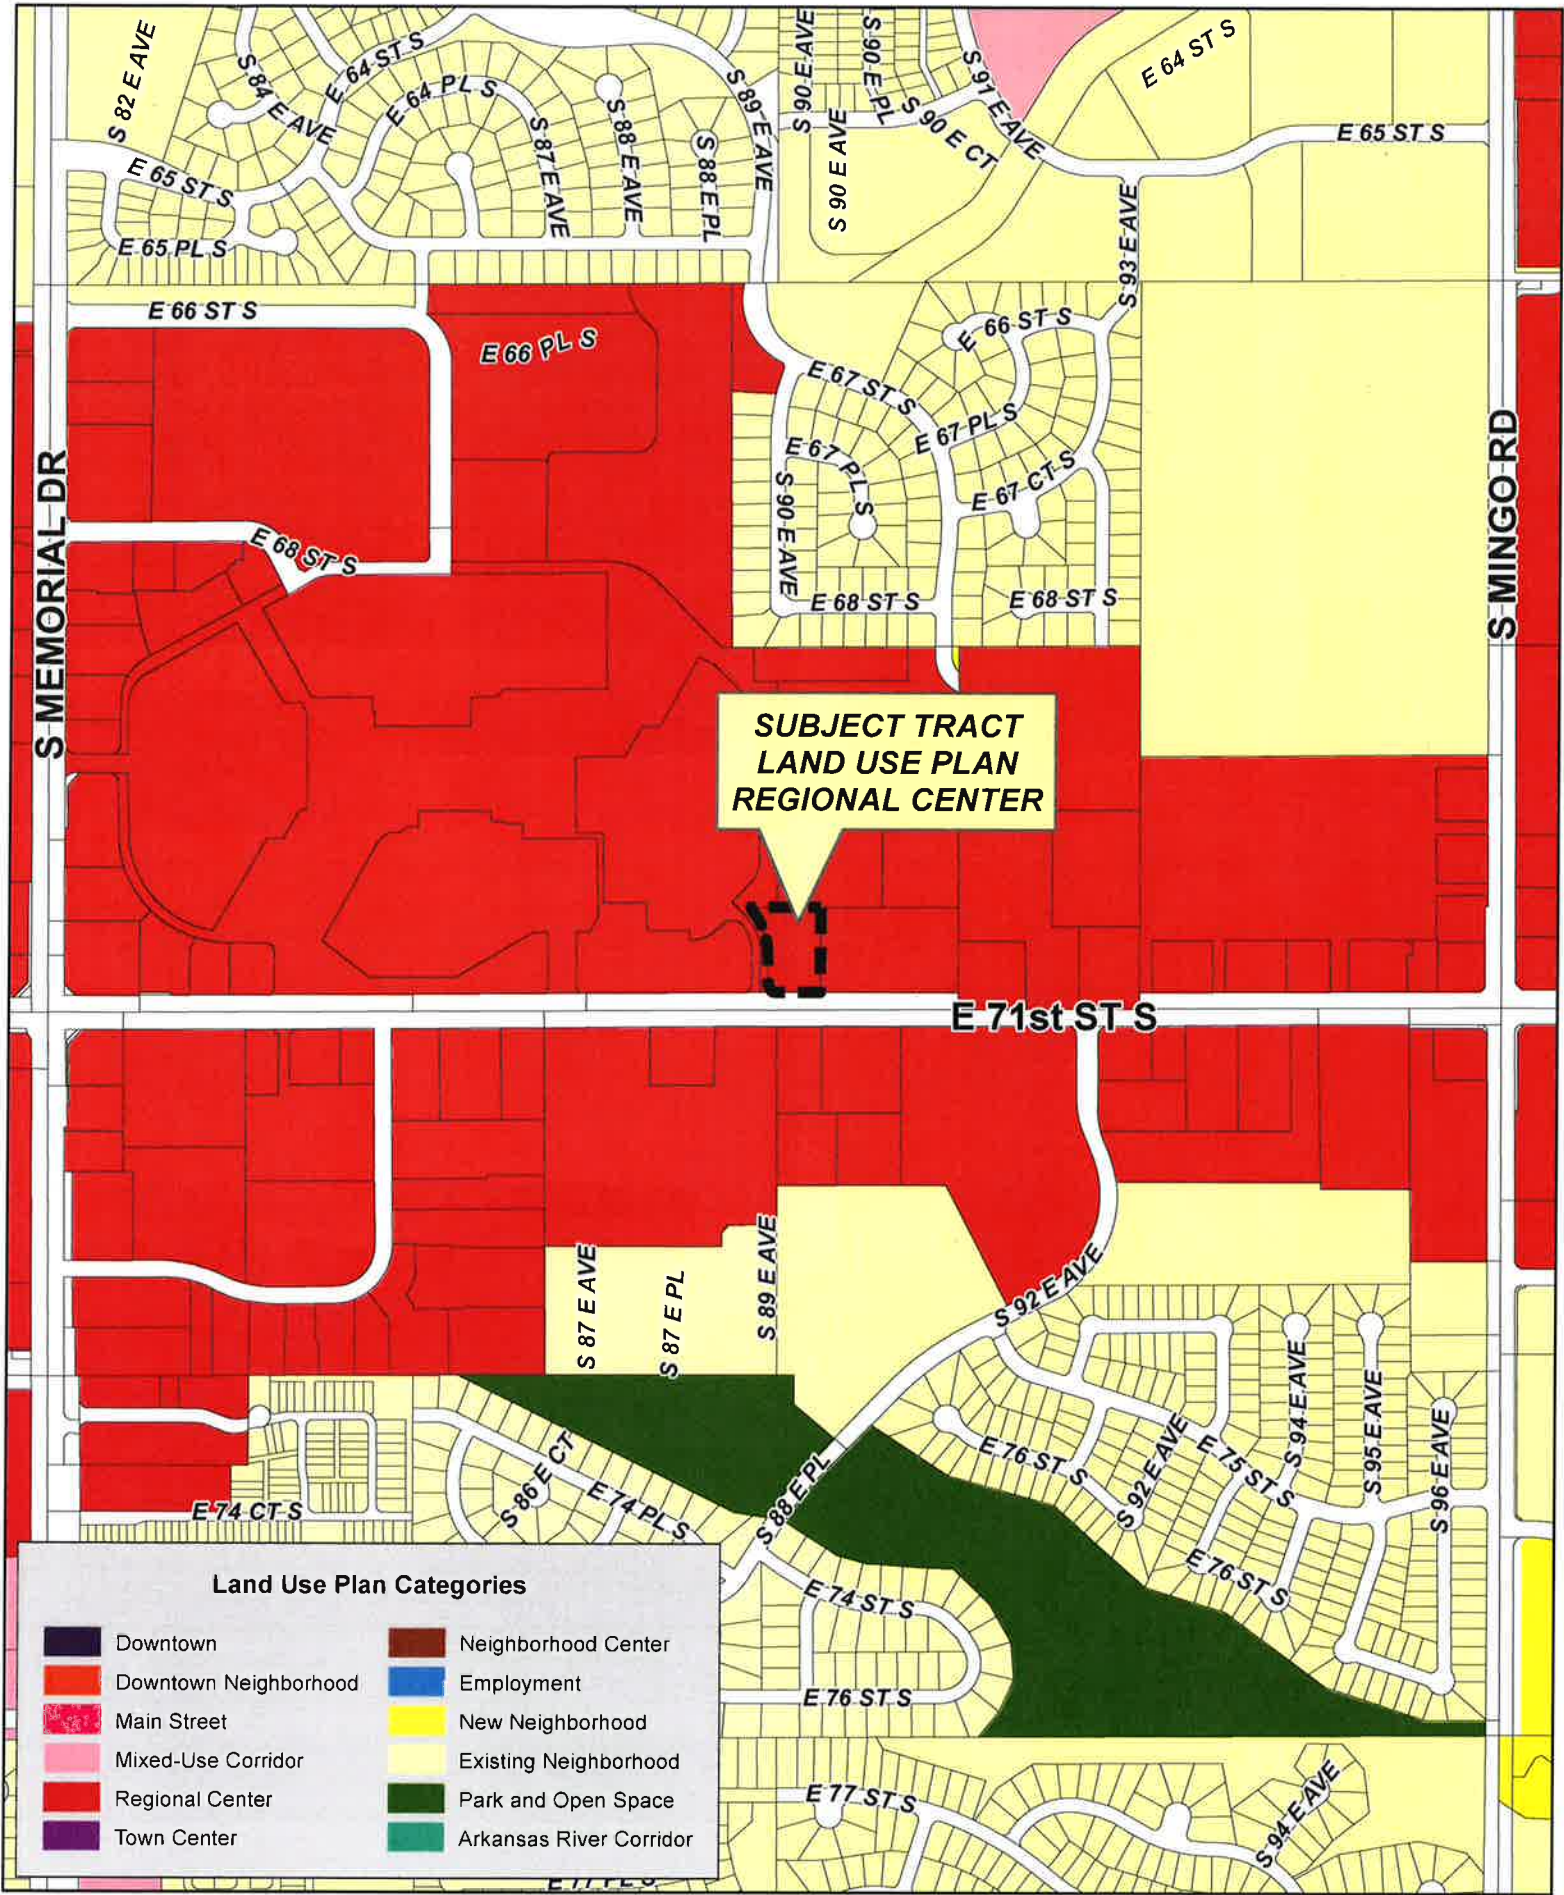 S 82 E AVE
S 84 E AVE
E 64 ST S
E 64 PL S
S 87 E AVE
S 88 E AVE
S 88 E PL
S 89 E AVE
S 90 E AVE
S 90 E PL
S 90 E AVE
S 90 E CT
S 91 E AVE
E 64 ST S
E 65 ST S
E 65 ST S
E 65 PL S
S 93 E AVE
E 66 ST S
E 66 PL S
E 66 ST S
E 67 ST S
E 67 PL S
E 67 PL S
E 67 CT S
S 90 E AVE
E 68 ST S
E 68 ST S
E 68 ST S
S MEMORIAL DR
S MINGO RD
SUBJECT TRACT
LAND USE PLAN
REGIONAL CENTER
E 71st ST S
S 87 E AVE
S 87 E PL
S 89 E AVE
S 92 E AVE
S 94 E AVE
S 95 E AVE
S 96 E AVE
S 92 E AVE
E 75 ST S
E 76 ST S
E 76 ST S
S 86 E CT
E 74 PL S
S 88 E PL
E 74 CT S
E 74 ST S
E 76 ST S
E 77 ST S
S 94 E AVE
Land Use Plan Categories
Downtown
Downtown Neighborhood
Main Street
Mixed-Use Corridor
Regional Center
Town Center
Neighborhood Center
Employment
New Neighborhood
Existing Neighborhood
Park and Open Space
Arkansas River Corridor